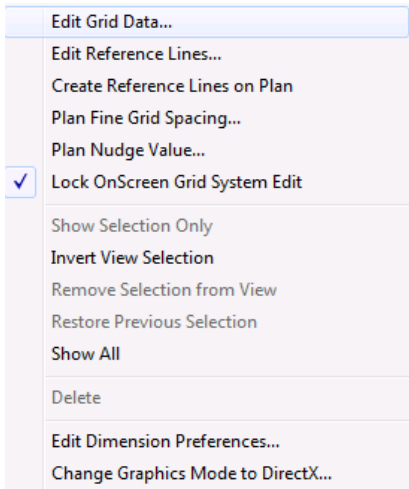 Edit Grid Data...
Edit Reference Lines...
Create Reference Lines on Plan
Plan Fine Grid Spacing...
Plan Nudge Value...
Lock OnScreen Grid System Edit
Show Selection Only
Invert View Selection
Remove Selection from View
Restore Previous Selection
Show All
Delete
Edit Dimension Preferences...
Change Graphics Mode to DirectX...